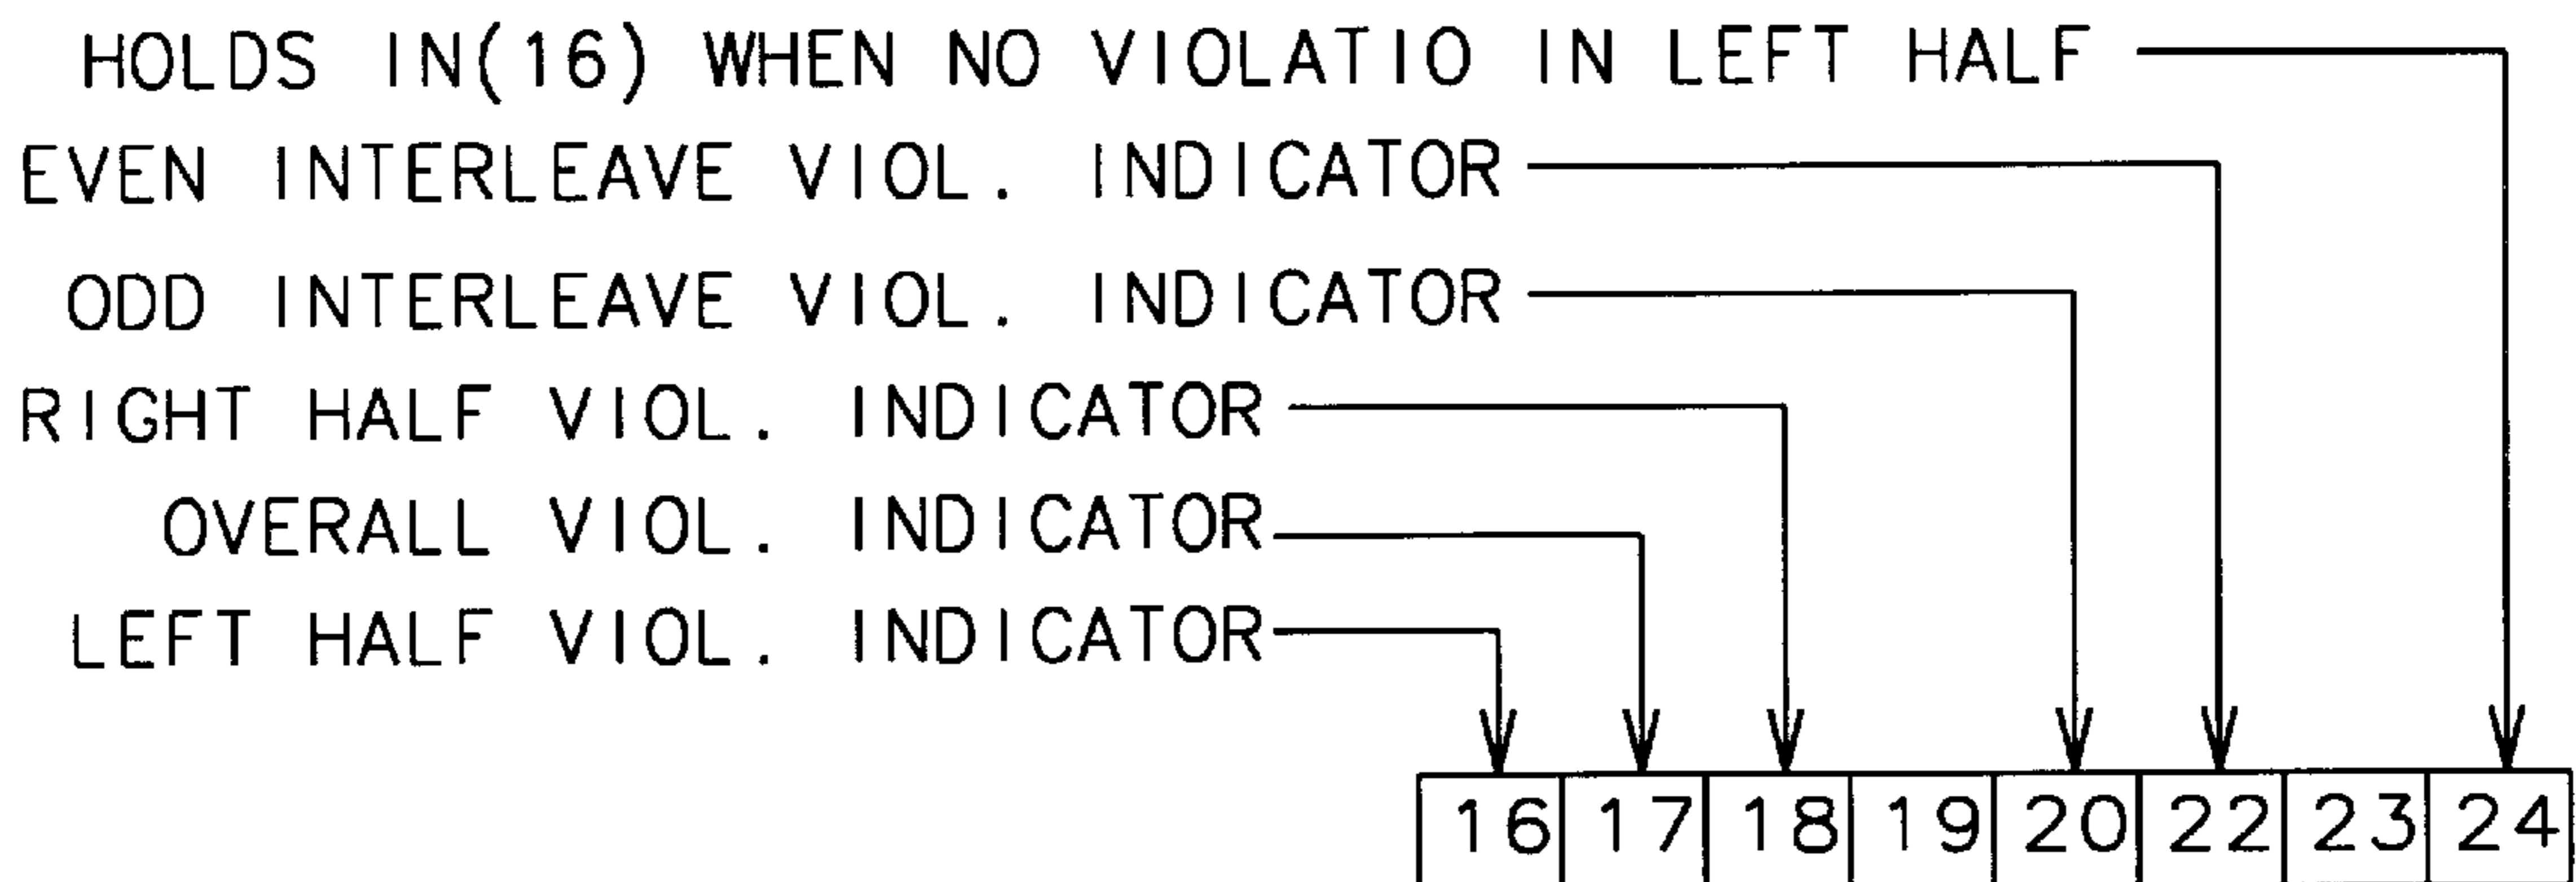 HOLDS IN(16) WHEN NO VIOLATIO IN LEFT HALF
EVEN INTERLEAVE VIOL. INDICATOR
ODD INTERLEAVE VIOL. INDICATOR
RIGHT HALF VIOL. INDICATOR
OVERALL VIOL. INDICATOR
LEFT HALF VIOL. INDICATOR
16 17 18 19 20 22 23 24